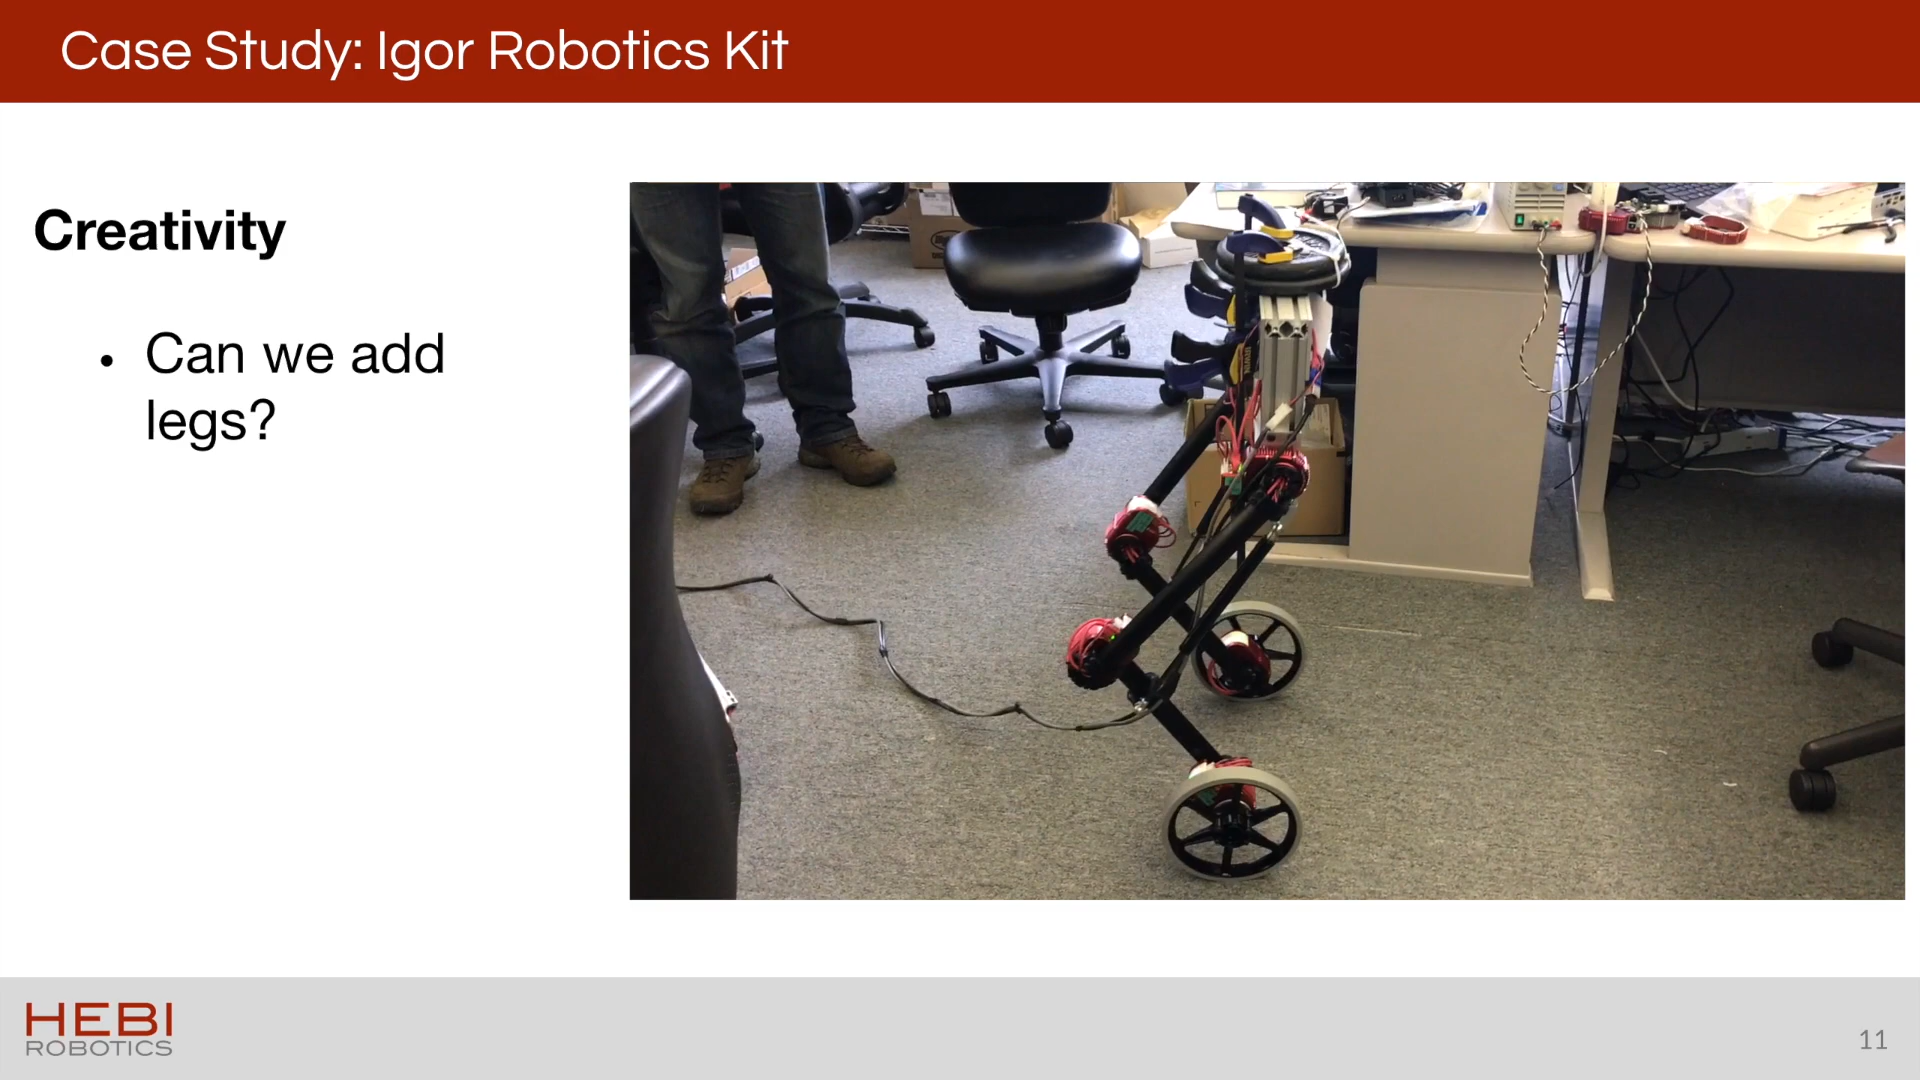 Case Study: Igor Robotics Kit
Creativity
• Can we add
legs?
HEBI
ROBOTICS
11